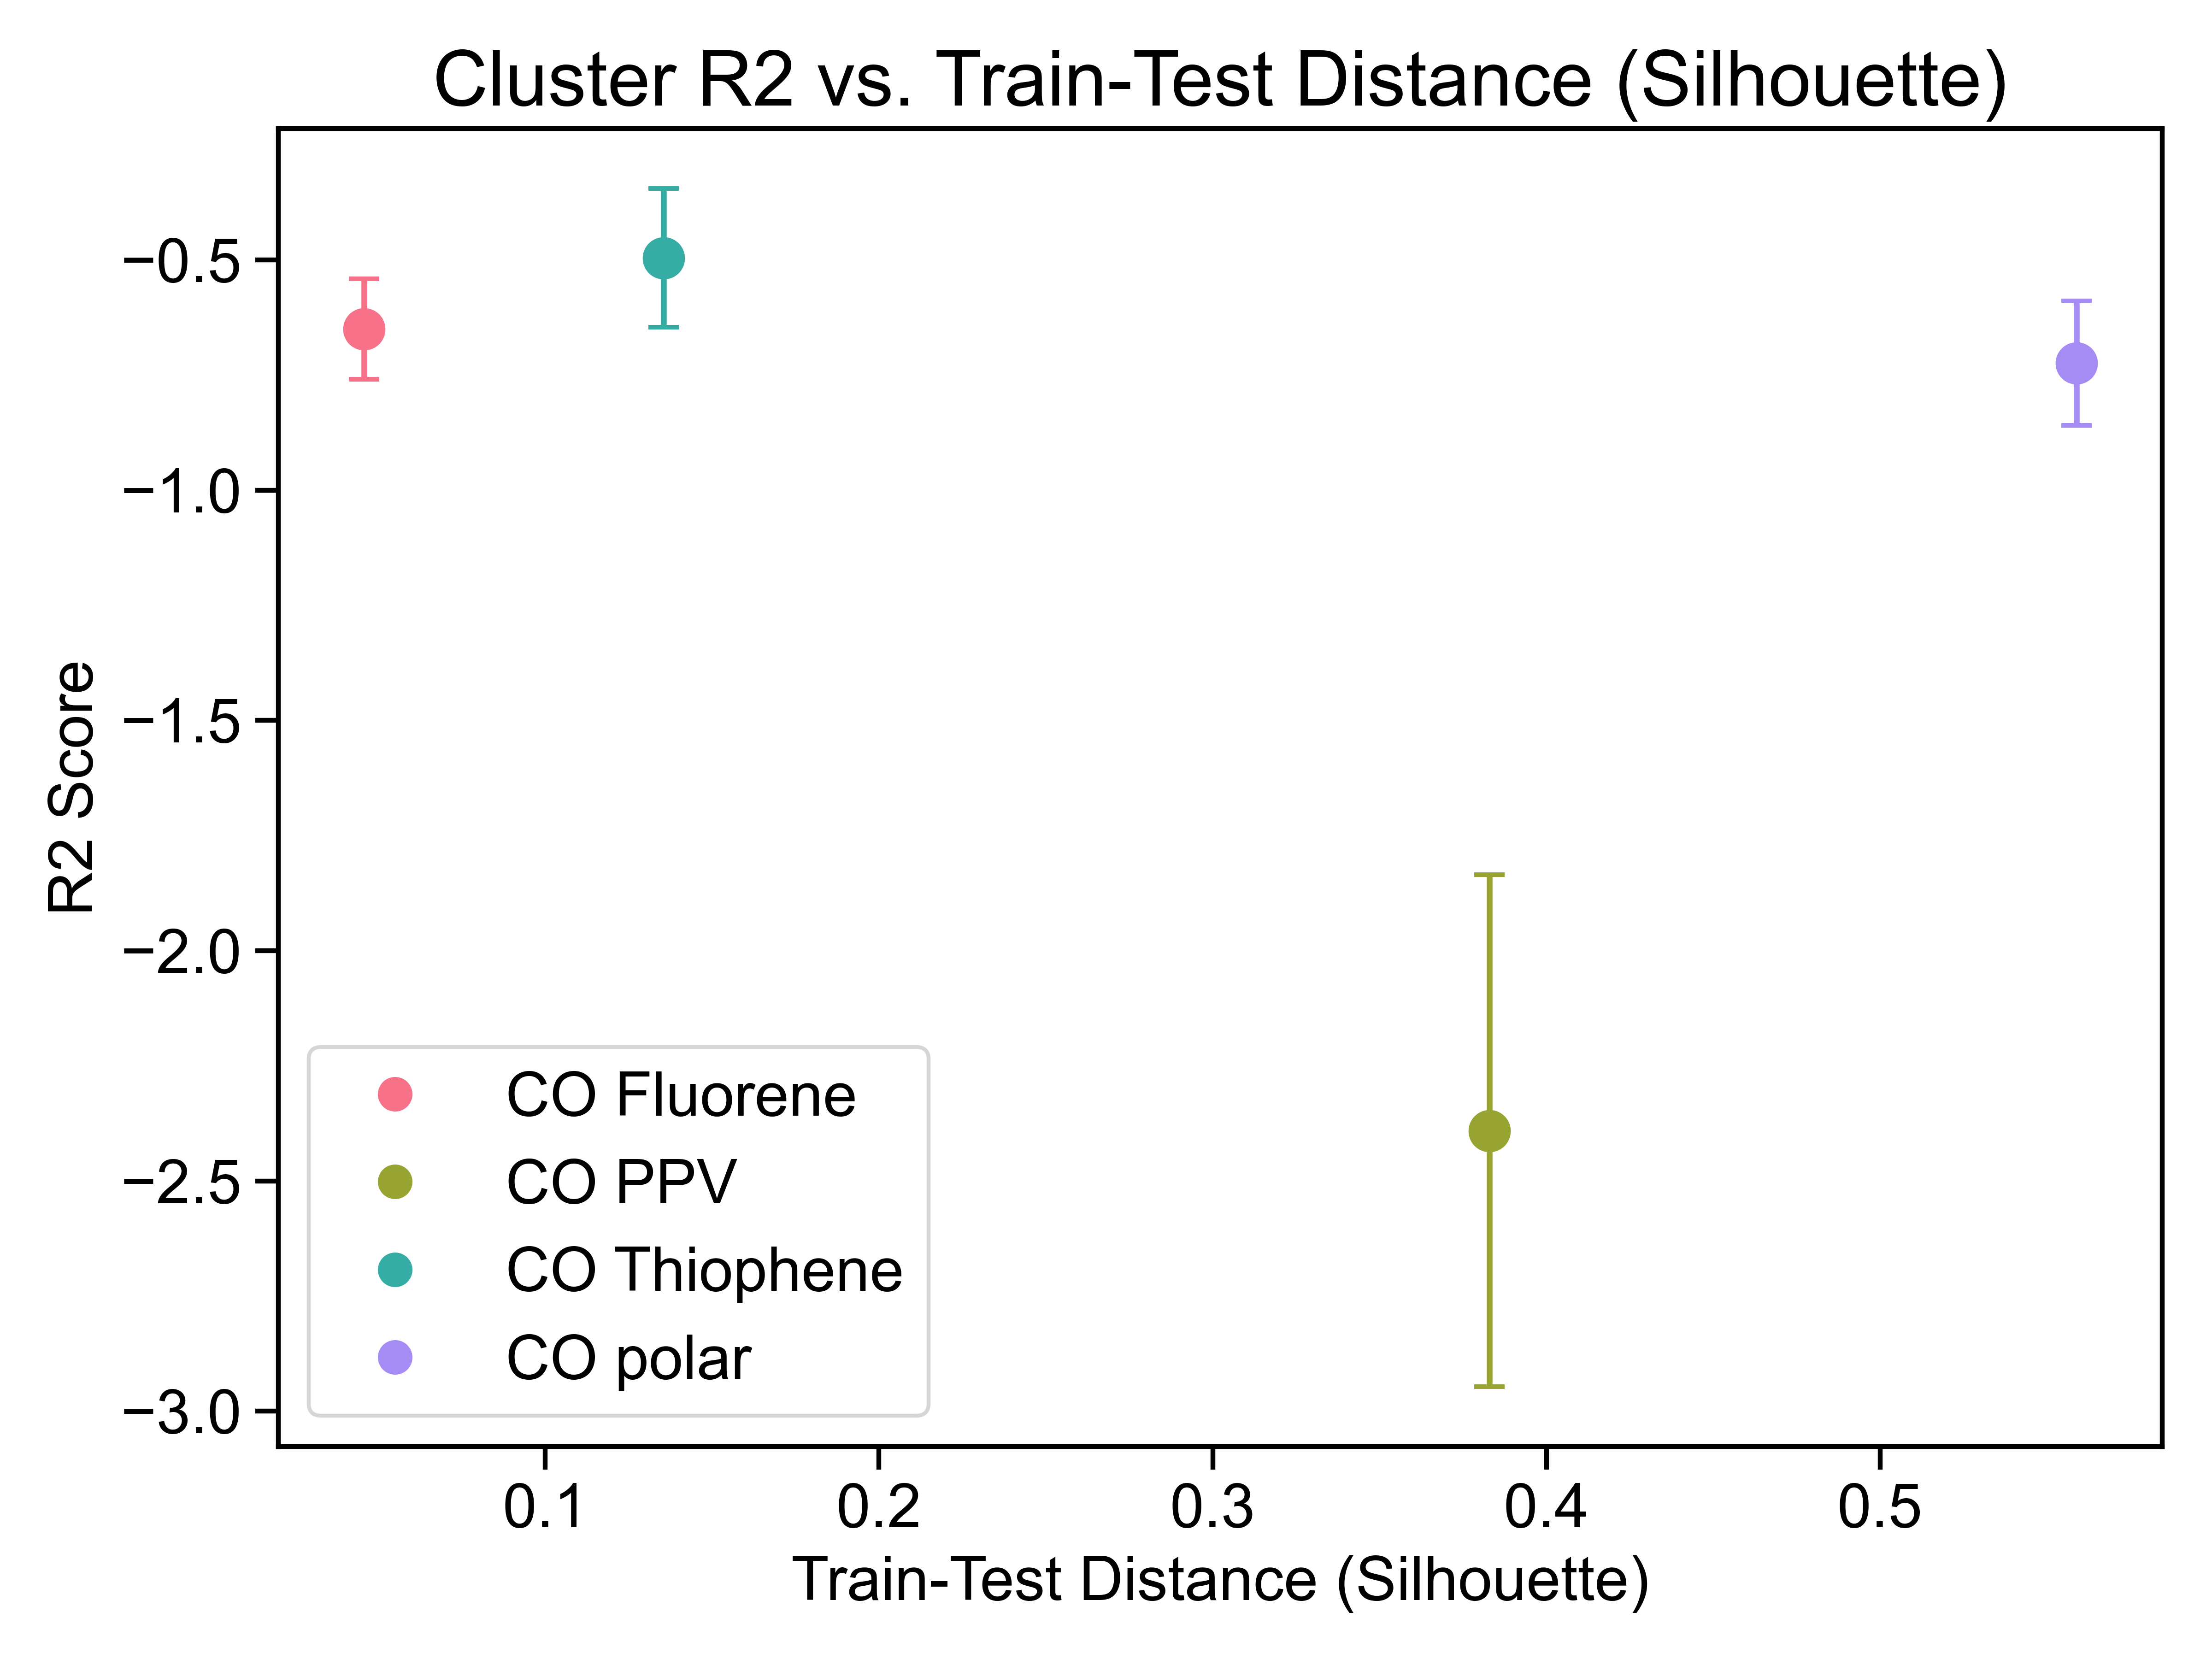 Cluster R2 vs. Train-Test Distance (Silhouette)
R2 Score
−0.5
−1.0
−1.5
−2.0
−2.5
−3.0
CO Fluorene
CO PPV
CO Thiophene
CO polar
0.1 0.2 0.3 0.4 0.5
Train-Test Distance (Silhouette)